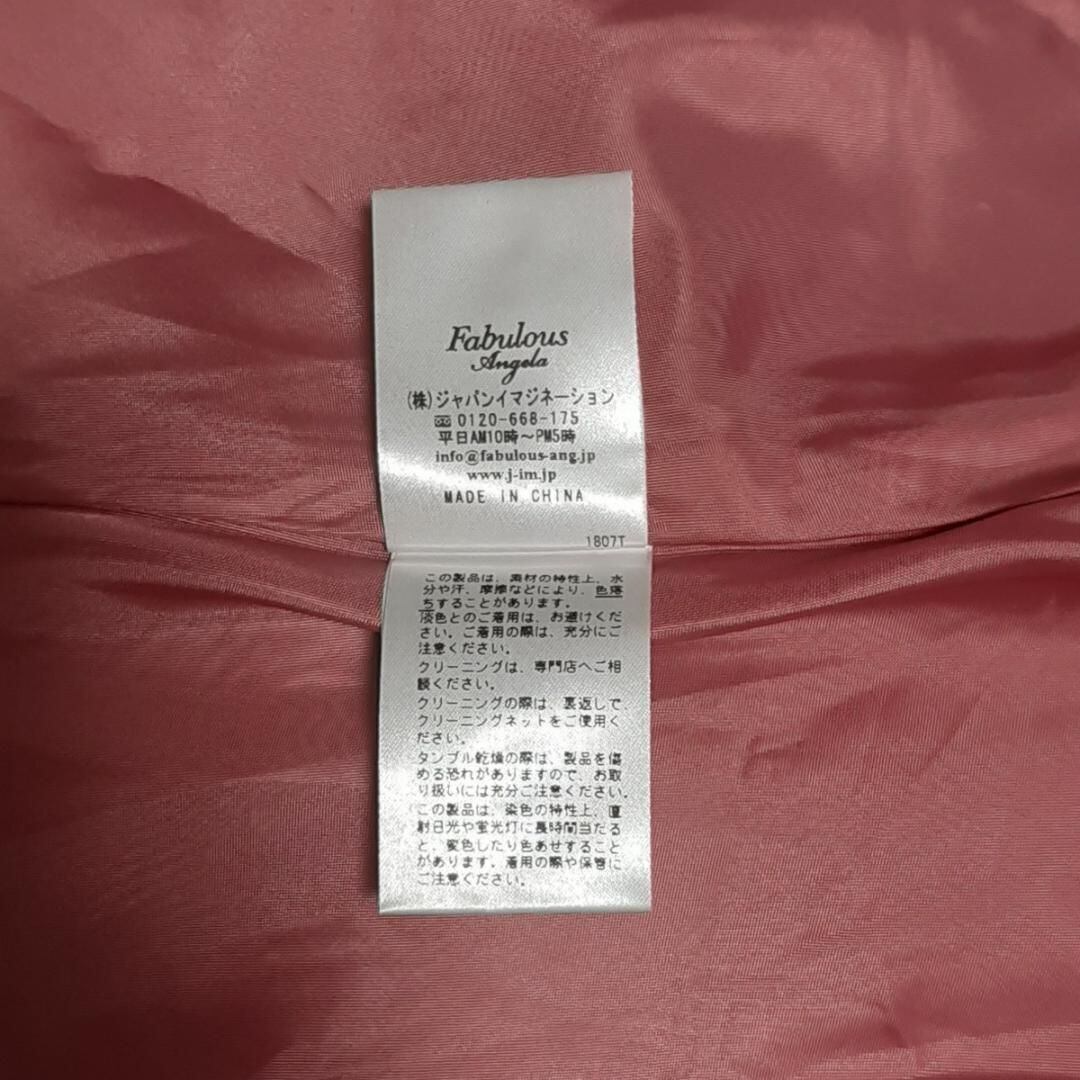 Fabulous
Angela
(株)ジャパンイマジネーション
0120-668-175
平日AM10時～PM5時
info@fabulous-ang.jp
www.j-im.jp
MADE IN CHINA
1807T
この製品は、素材の特性上、水
分や汗、摩擦などにより、色落
ちすることがあります。
淡色とのご着用は、お避けくだ
さい。ご着用の際は、充分にご
注意ください。
クリーニングは、専門店へご相
談ください。
クリーニングの際は、裏返しで
クリーニングネットをご使用く
ださい。
タンブル乾燥の際は、製品を傷
める恐れがありますので、お取
り扱いには充分ご注意ください。
この製品は、染色の特性上、直
射日光や蛍光灯に長時間当たる
と、変色したり色あせすること
があります。着用の際や保管に
ご注意ください。